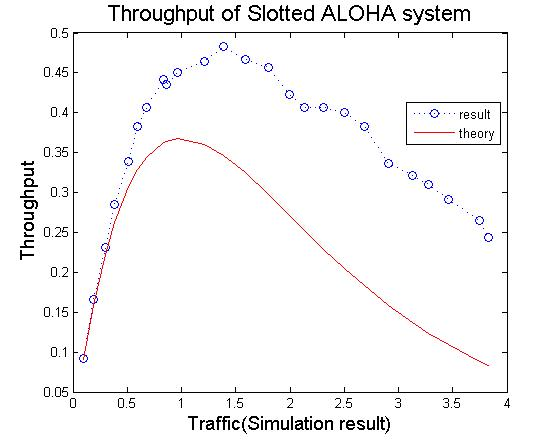 Throughput of Slotted ALOHA system
0.5
0.45
0.4
0.35
0.3
0.25
0.2
0.15
0.1
0.05
Throughput
result
theory
0 0.5 1 1.5 2 2.5 3 3.5 4
Traffic(Simulation result)